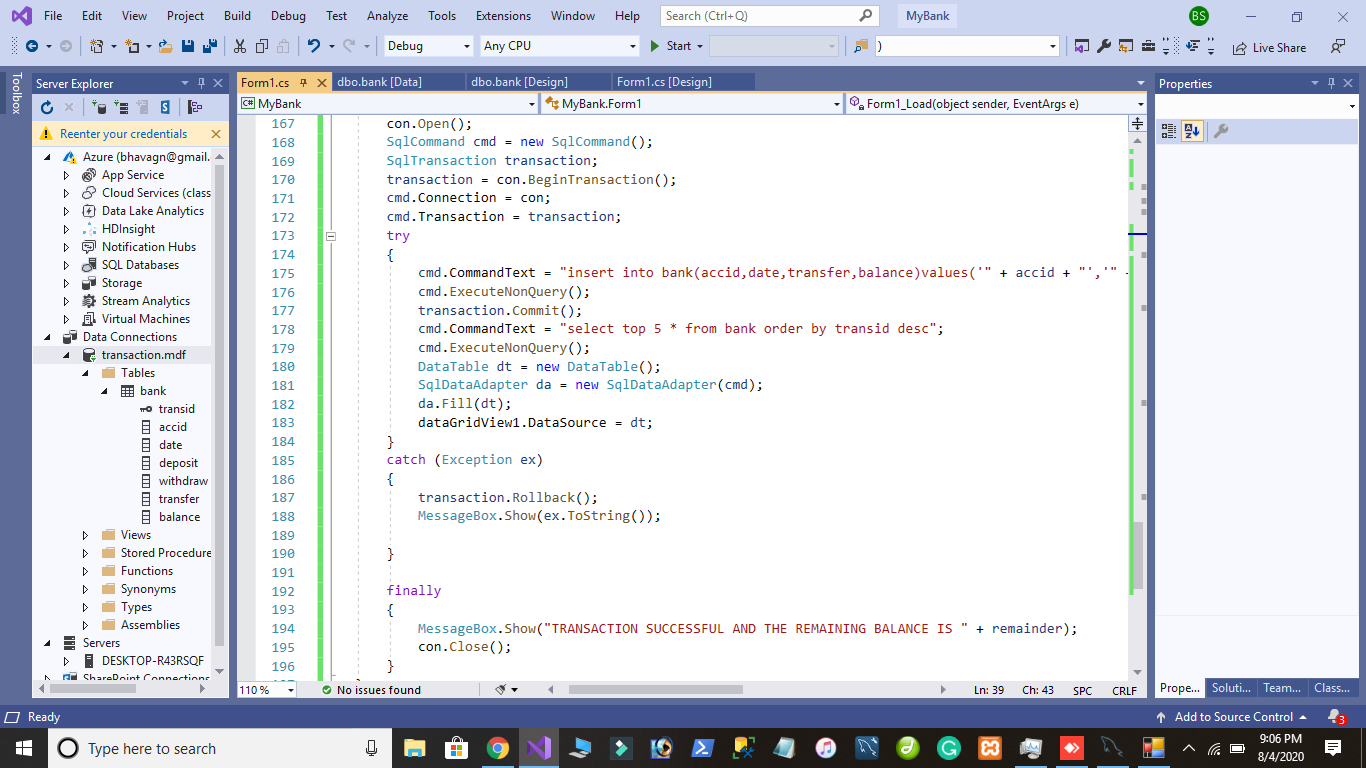 File Edit View Project Build Debug Test Analyze Tools Extensions Window Help Search (Ctrl+Q) MyBank BS
Debug Any CPU Start ) Live Share
Toolbox
Server Explorer
Reenter your credentials
Azure (bhavagn@gmail.
App Service
Cloud Services (class
Data Lake Analytics
HDInsight
Notification Hubs
SQL Databases
Storage
Stream Analytics
Virtual Machines
Data Connections
transaction.mdf
Tables
bank
transid
accid
date
deposit
withdraw
transfer
balance
Views
Stored Procedure
Functions
Synonyms
Types
Assemblies
Servers
DESKTOP-R43RSQF
SharePoint Connections
Form1.cs dbo.bank [Data] dbo.bank [Design] Form1.cs [Design]
MyBank MyBank.Form1 Form1_Load(object sender, EventArgs e)
167 con.Open();
168 SqlCommand cmd = new SqlCommand();
169 SqlTransaction transaction;
170 transaction = con.BeginTransaction();
171 cmd.Connection = con;
172 cmd.Transaction = transaction;
173 try
174 {
175 cmd.CommandText = "insert into bank(accid,date,transfer,balance)values('" + accid + "','" +
176 cmd.ExecuteNonQuery();
177 transaction.Commit();
178 cmd.CommandText = "select top 5 * from bank order by transid desc";
179 cmd.ExecuteNonQuery();
180 DataTable dt = new DataTable();
181 SqlDataAdapter da = new SqlDataAdapter(cmd);
182 da.Fill(dt);
183 dataGridView1.DataSource = dt;
184 }
185 catch (Exception ex)
186 {
187 transaction.Rollback();
188 MessageBox.Show(ex.ToString());
189
190 }
191
192 finally
193 {
194 MessageBox.Show("TRANSACTION SUCCESSFUL AND THE REMAINING BALANCE IS " + remainder);
195 con.Close();
196 }
110 % No issues found Ln: 39 Ch: 43 SPC CRLF
Properties
Prope... Soluti... Team... Class...
Ready Add to Source Control 3
Type here to search
9:06 PM
8/4/2020